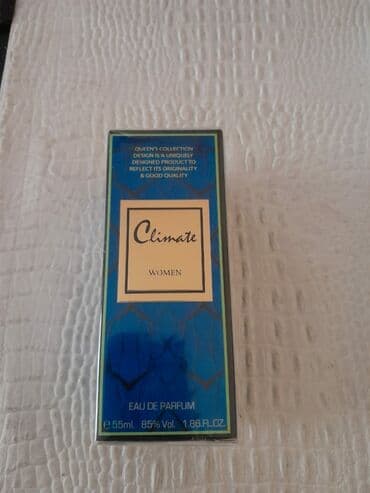 QUEEN'S COLLECTION
DESIGN IS A UNIQUELY
DESIGNED PRODUCT TO
REFLECT ITS ORIGINALITY
& GOOD QUALITY
Climate
WOMEN
EAU DE PARFUM
e 55ml. 85% Vol. 1.86 FL.OZ.